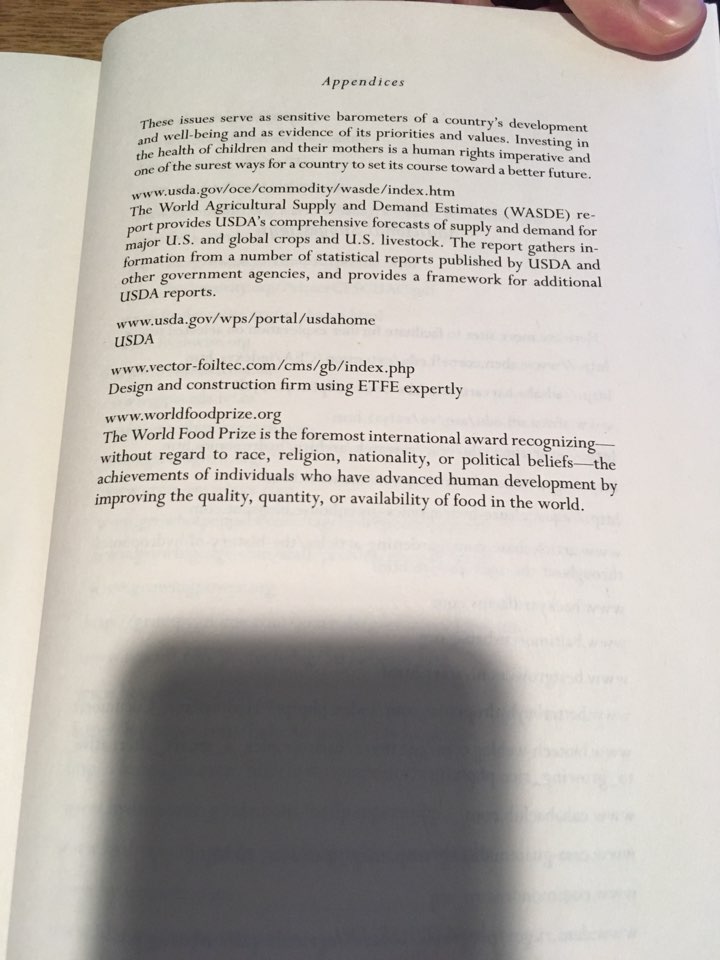 Appendices
These issues serve as sensitive barometers of a country's development
and well-being and as evidence of its priorities and values. Investing in
the health of children and their mothers is a human rights imperative and
one of the surest ways for a country to set its course toward a better future.
www.usda.gov/oce/commodity/wasde/index.htm
The World Agricultural Supply and Demand Estimates (WASDE) re-
port provides USDA's comprehensive forecasts of supply and demand for
major U.S. and global crops and U.S. livestock. The report gathers in-
formation from a number of statistical reports published by USDA and
other government agencies, and provides a framework for additional
USDA reports.
www.usda.gov/wps/portal/usdahome
USDA
www.vector-foiltec.com/cms/gb/index.php
Design and construction firm using ETFE expertly
www.worldfoodprize.org
The World Food Prize is the foremost international award recognizing—
without regard to race, religion, nationality, or political beliefs—the
achievements of individuals who have advanced human development by
improving the quality, quantity, or availability of food in the world.